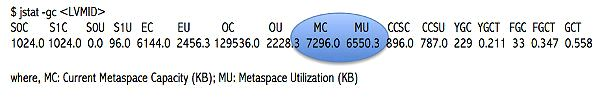 $ jstat -gc <LVMID>
S0C S1C S0U S1U EC EU OC OU MC MU CCSC CCSU YGC YGCT FGC FGCT GCT
1024.0 1024.0 0.0 96.0 6144.0 2456.3 129536.0 2228.3 7296.0 6550.3 896.0 787.0 229 0.211 33 0.347 0.558
where, MC: Current Metaspace Capacity (KB); MU: Metaspace Utilization (KB)